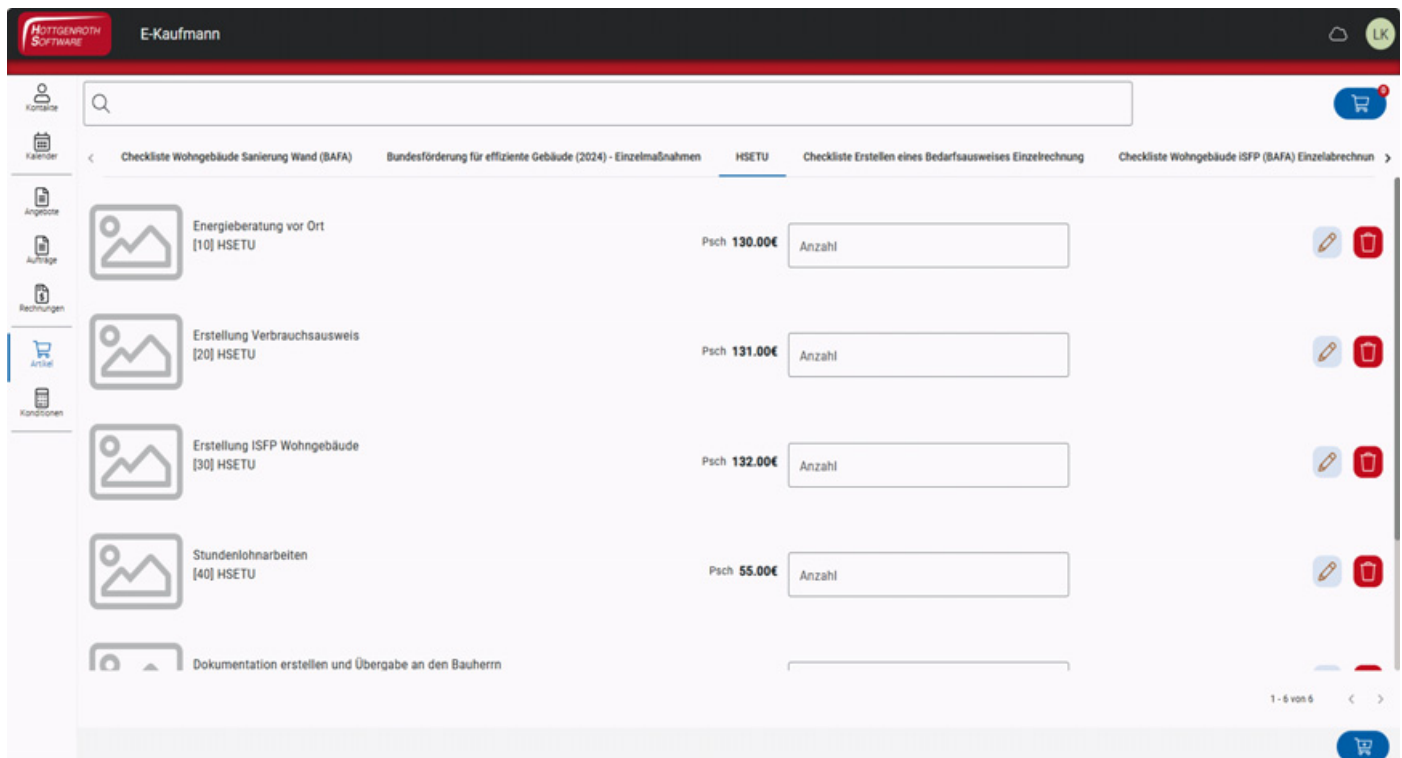 HOTTGENROTH
SOFTWARE
E-Kaufmann
LK
Kontakte
Kalender
Angebote
Aufträge
Rechnungen
Artikel
Konditionen
0
Checkliste Wohngebäude Sanierung Wand (BAFA)
Bundesförderung für effiziente Gebäude (2024) - Einzelmaßnahmen
HSETU
Checkliste Erstellen eines Bedarfsausweises Einzelrechnung
Checkliste Wohngebäude iSFP (BAFA) Einzelabrechnun
Energieberatung vor Ort
[10] HSETU
Psch 130.00€
Anzahl
Erstellung Verbrauchsausweis
[20] HSETU
Psch 131.00€
Anzahl
Erstellung ISFP Wohngebäude
[30] HSETU
Psch 132.00€
Anzahl
Stundenlohnarbeiten
[40] HSETU
Psch 55.00€
Anzahl
Dokumentation erstellen und Übergabe an den Bauherrn
1 - 6 von 6